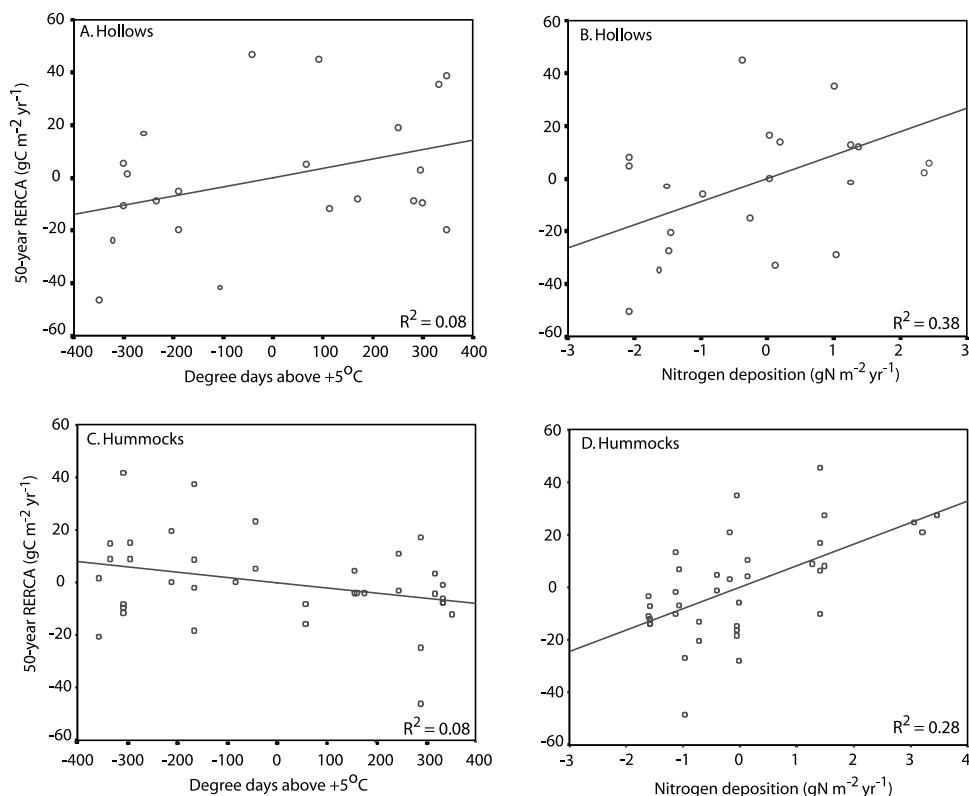 A. Hollows
50-year RERCA (gC m-2 yr-1)
60
40
20
0
-20
-40
-60
R2 = 0.08
-400 -300 -200 -100 0 100 200 300 400
Degree days above +5oC
B. Hollows
60
40
20
0
-20
-40
-60
R2 = 0.38
-3 -2 -1 0 1 2 3
Nitrogen deposition (gN m-2 yr-1)
C. Hummocks
50-year RERCA (gC m-2 yr-1)
60
40
20
0
-20
-40
-60
R2 = 0.08
-400 -300 -200 -100 0 100 200 300 400
Degree days above +5oC
D. Hummocks
60
40
20
0
-20
-40
-60
R2 = 0.28
-3 -2 -1 0 1 2 3 4
Nitrogen deposition (gN m-2 yr-1)